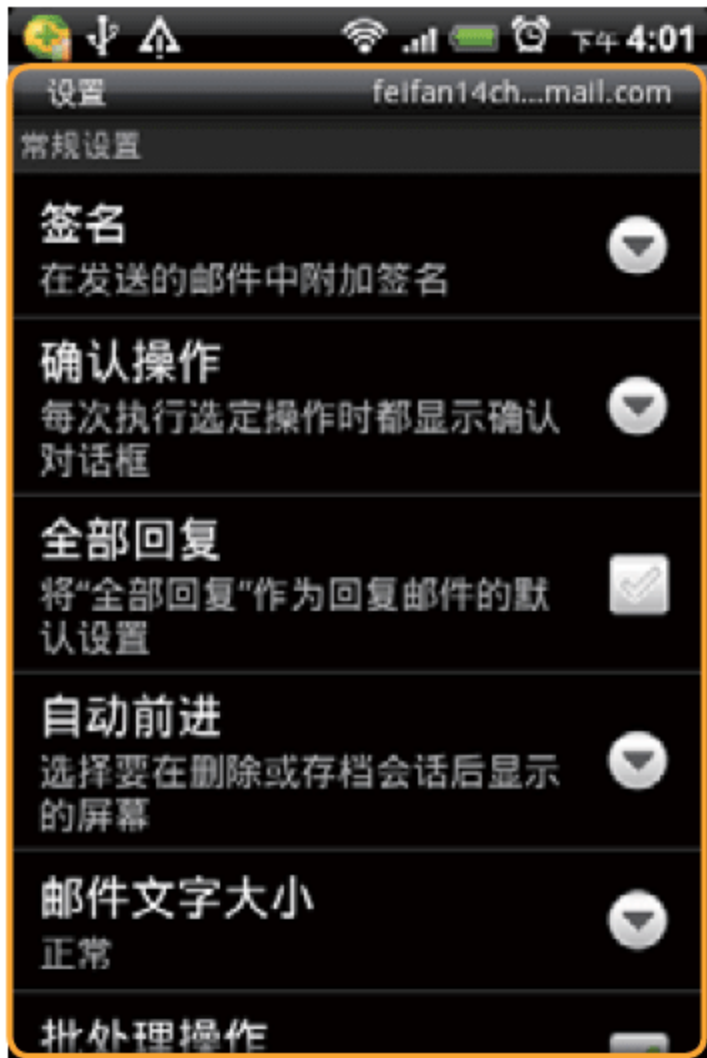 下午 4:01
设置 feifan14ch...mail.com
常规设置
签名
在发送的邮件中附加签名
确认操作
每次执行选定操作时都显示确认
对话框
全部回复
将“全部回复”作为回复邮件的默
认设置
自动前进
选择要在删除或存档会话后显示
的屏幕
邮件文字大小
正常
批处理操作